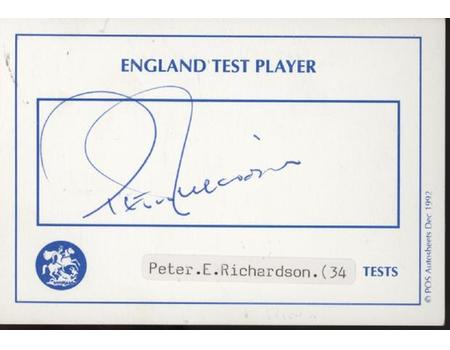 ENGLAND TEST PLAYER
Peter.E.Richardson.(34 TESTS
© POS Autosheets Dec 1992